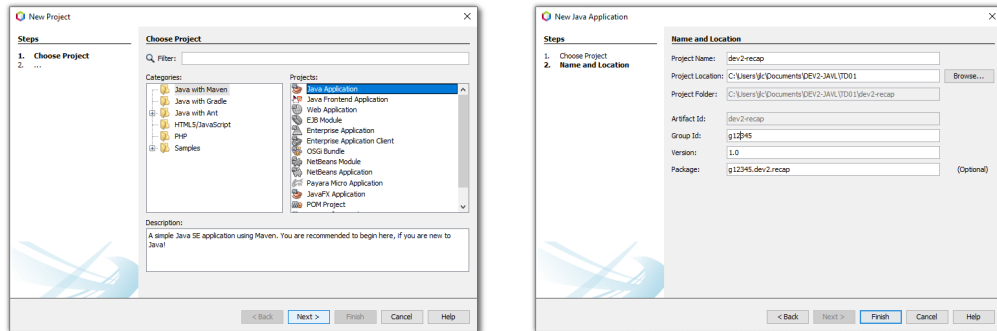 New Project
Steps
1. Choose Project
2. ...
Choose Project
Filter:
Categories:
Java with Maven
Java with Gradle
Java with Ant
HTML5/JavaScript
PHP
Samples
Projects:
Java Application
Java Frontend Application
Web Application
EJB Module
Enterprise Application
Enterprise Application Client
OSGi Bundle
NetBeans Module
NetBeans Application
Payara Micro Application
JavaFX Application
POM Project
Description:
A simple Java SE application using Maven. You are recommended to begin here, if you are new to
Java!
< Back Next > Finish Cancel Help
New Java Application
Steps
1. Choose Project
2. Name and Location
Name and Location
Project Name: dev2-recap
Project Location: C:\Users\jlc\Documents\DEV2-JAVL\TD01 Browse...
Project Folder: C:\Users\jlc\Documents\DEV2-JAVL\TD01\dev2-recap
Artifact Id: dev2-recap
Group Id: g12345
Version: 1.0
Package: g12345.dev2.recap (Optional)
< Back Next > Finish Cancel Help